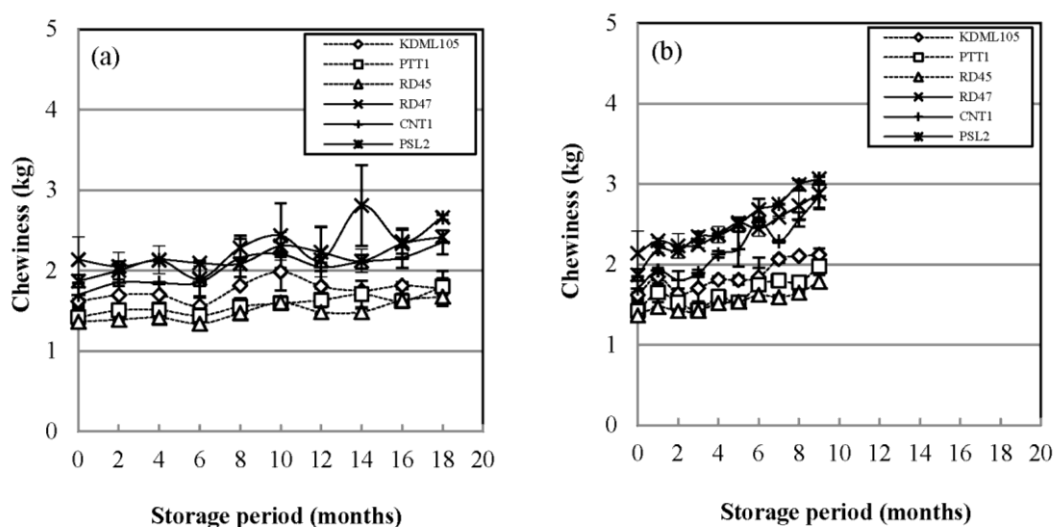 (a)
KDML105
PTT1
RD45
RD47
CNT1
PSL2
5
4
3
2
1
0
Chewiness (kg)
0 2 4 6 8 10 12 14 16 18 20
Storage period (months)
(b)
KDML105
PTT1
RD45
RD47
CNT1
PSL2
5
4
3
2
1
0
Chewiness (kg)
0 2 4 6 8 10 12 14 16 18 20
Storage period (months)